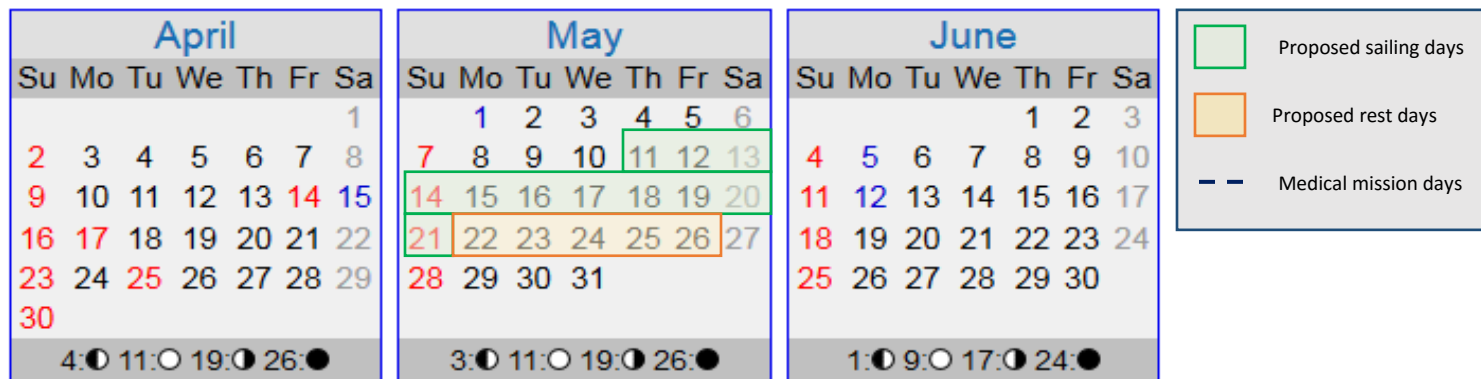 April
Su Mo Tu We Th Fr Sa
1
2 3 4 5 6 7 8
9 10 11 12 13 14 15
16 17 18 19 20 21 22
23 24 25 26 27 28 29
30
4: 11: 19: 26:
May
Su Mo Tu We Th Fr Sa
1 2 3 4 5 6
7 8 9 10 11 12 13
14 15 16 17 18 19 20
21 22 23 24 25 26 27
28 29 30 31
3: 11: 19: 26:
June
Su Mo Tu We Th Fr Sa
1 2 3
4 5 6 7 8 9 10
11 12 13 14 15 16 17
18 19 20 21 22 23 24
25 26 27 28 29 30
1: 9: 17: 24:
Proposed sailing days
Proposed rest days
Medical mission days